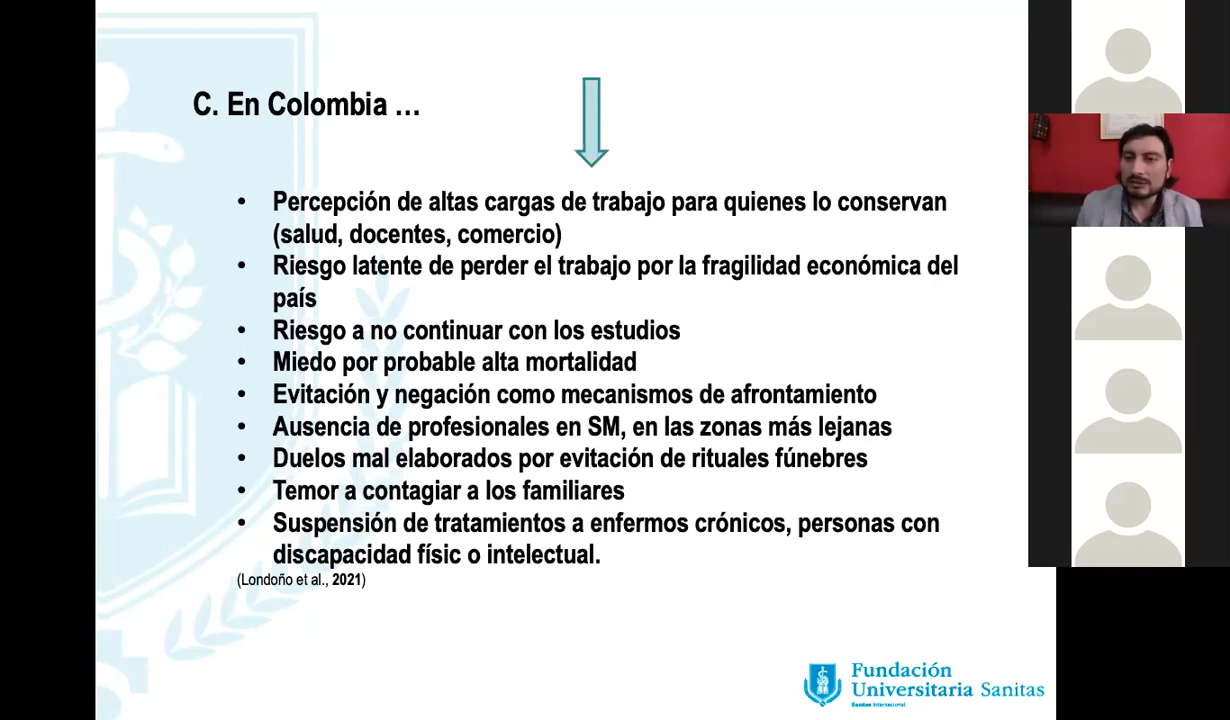 C. En Colombia …
• Percepción de altas cargas de trabajo para quienes lo conservan
(salud, docentes, comercio)
• Riesgo latente de perder el trabajo por la fragilidad económica del
país
• Riesgo a no continuar con los estudios
• Miedo por probable alta mortalidad
• Evitación y negación como mecanismos de afrontamiento
• Ausencia de profesionales en SM, en las zonas más lejanas
• Duelos mal elaborados por evitación de rituales fúnebres
• Temor a contagiar a los familiares
• Suspensión de tratamientos a enfermos crónicos, personas con
discapacidad físic o intelectual.
(Londoño et al., 2021)
Fundación
Universitaria Sanitas
Sanitas Internacional